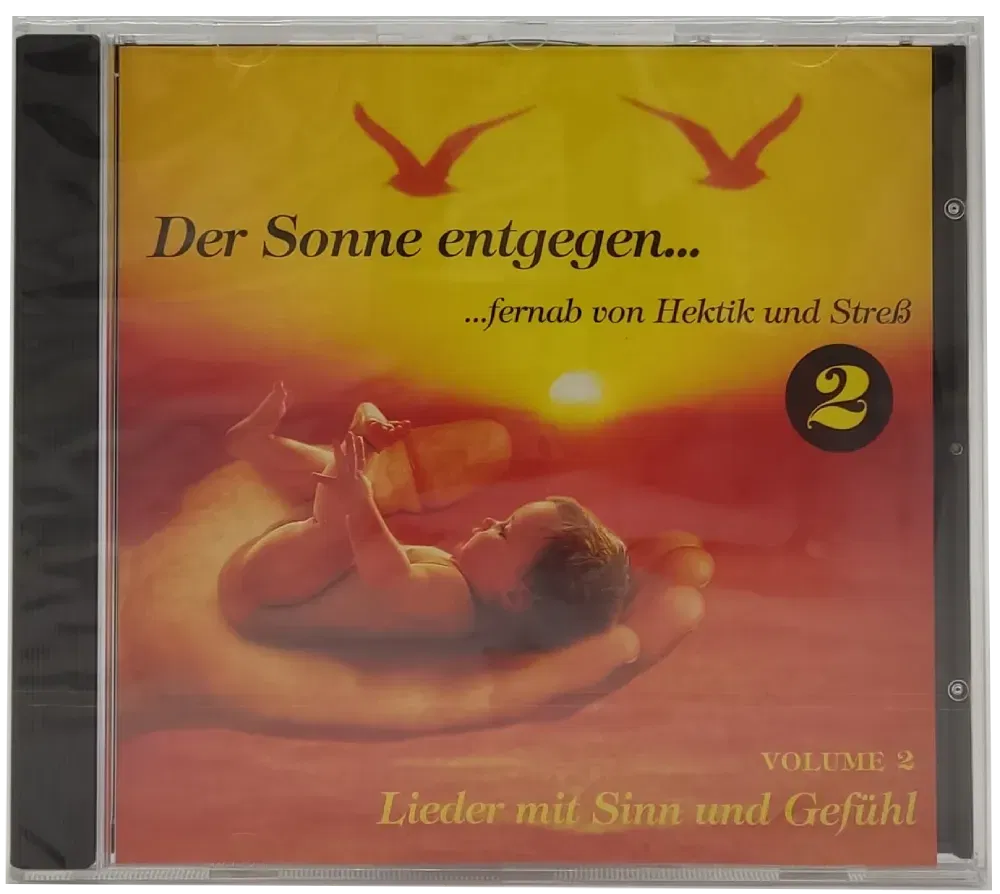 Der Sonne entgegen...
...fernab von Hektik und Streß
2
VOLUME 2
Lieder mit Sinn und Gefühl